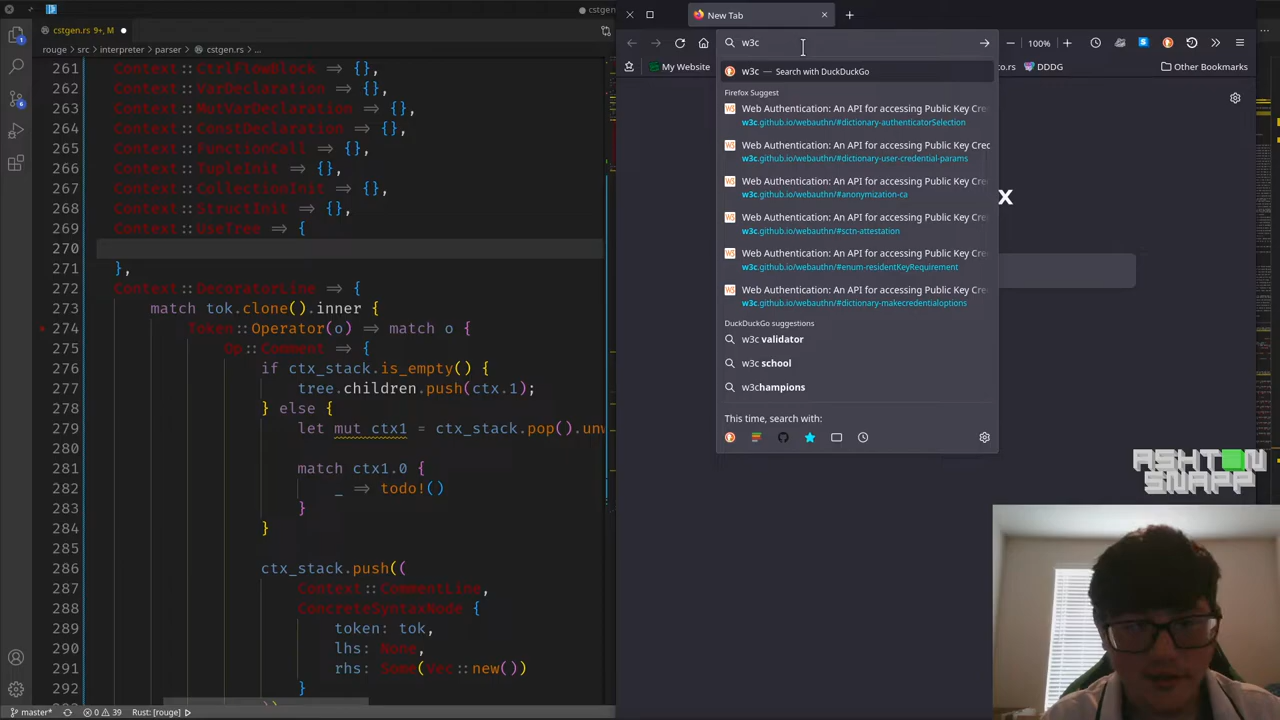 cstgen.rs 9+, M
cstgen
rouge > src > interpreter > parser > cstgen.rs > ...
261 Context::CtrlFlowBlock => {},
262 Context::VarDeclaration => {},
263 Context::MutVarDeclaration => {},
264 Context::ConstDeclaration => {},
265 Context::FunctionCall => {},
266 Context::TupleInit => {},
267 Context::CollectionInit => {},
268 Context::StructInit => {},
269 Context::UseTree => {
270
271 },
272 Context::DecoratorLine => {
273 match tok.clone().inner {
274 Token::Operator(o) => match o {
275 Op::Comment => {
276 if ctx_stack.is_empty() {
277 tree.children.push(ctx.1);
278 } else {
279 let mut ctx1 = ctx_stack.pop().unw
280
281 match ctx1.0 {
282 _ => todo!()
283 }
284 }
285
286 ctx_stack.push((
287 Context::CommentLine,
288 ConcreteSyntaxNode {
289 token: tok,
290 lhs: None,
291 rhs: Some(vec::new())
292 }
6
master* 0 39 Rust: [rouge]
New Tab
w3c
100%
My Website
rs
DDDG
Other Bookmarks
w3c — Search with DuckDuckGo
Firefox Suggest
Web Authentication: An API for accessing Public Key Cre
w3c.github.io/webauthn/#dictionary-authenticatorSelection
Web Authentication: An API for accessing Public Key Cred
w3c.github.io/webauthn/#dictionary-user-credential-params
Web Authentication: An API for accessing Public Key Cre
w3c.github.io/webauthn/#anonymization-ca
Web Authentication: An API for accessing Public Key Cre
w3c.github.io/webauthn/#sctn-attestation
Web Authentication: An API for accessing Public Key Cre
w3c.github.io/webauthn/#enum-residentKeyRequirement
Web Authentication: An API for accessing Public Key Cre
w3c.github.io/webauthn/#dictionary-makecredentialoptions
DuckDuckGo suggestions
w3c validator
w3c school
w3champions
This time, search with:
x
ASHTON
SNAPP